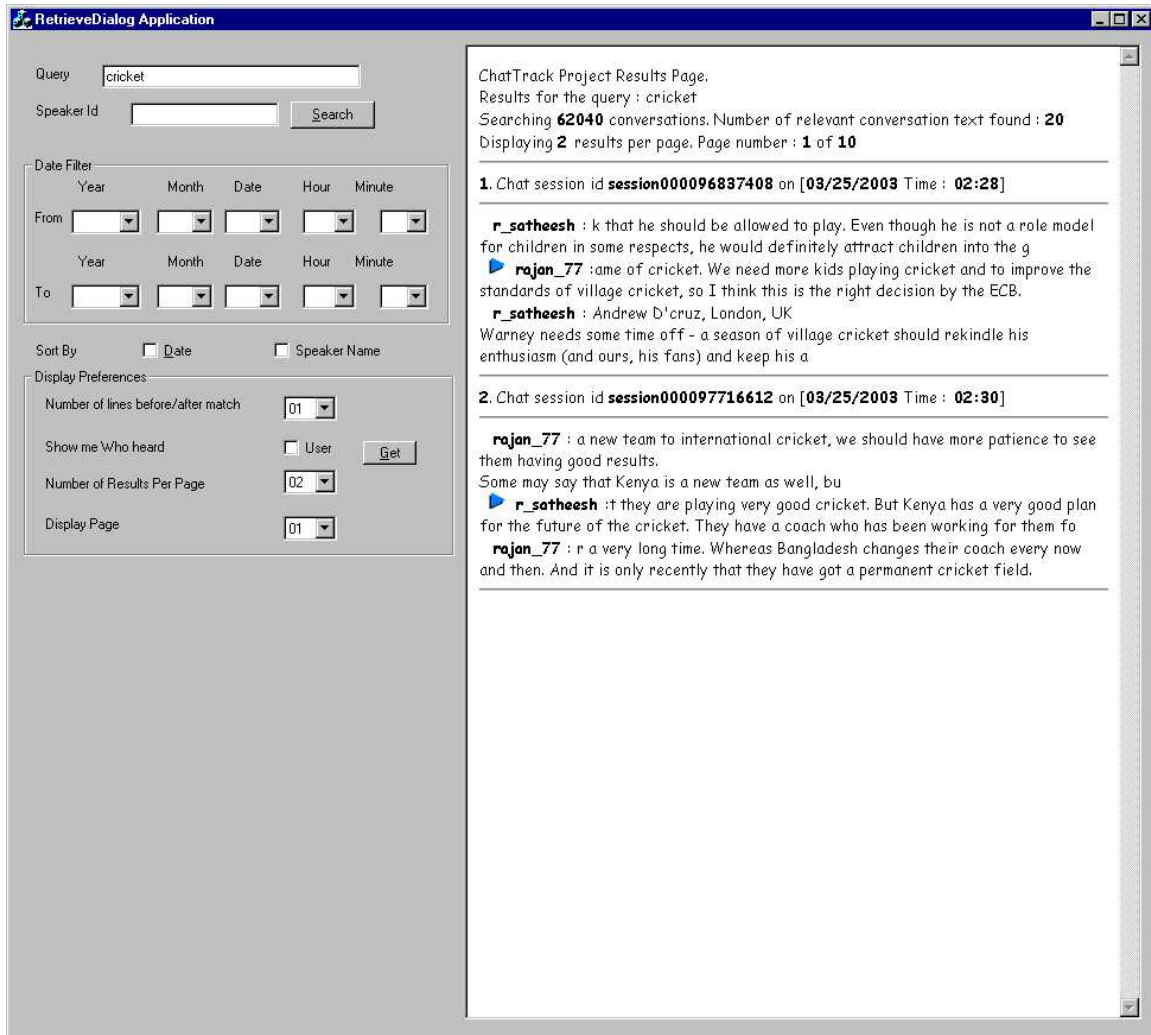 RetrieveDialog Application
Query cricket
Speaker Id Search
Date Filter
Year Month Date Hour Minute
From
Year Month Date Hour Minute
To
Sort By Date Speaker Name
Display Preferences
Number of lines before/after match 01
Show me Who heard User Get
Number of Results Per Page 02
Display Page 01
ChatTrack Project Results Page.
Results for the query : cricket
Searching 62040 conversations. Number of relevant conversation text found : 20
Displaying 2 results per page. Page number : 1 of 10
1. Chat session id session000096837408 on [03/25/2003 Time : 02:28]
r_satheesh : k that he should be allowed to play. Even though he is not a role model
for children in some respects, he would definitely attract children into the g
rajan_77 :ame of cricket. We need more kids playing cricket and to improve the
standards of village cricket, so I think this is the right decision by the ECB.
r_satheesh : Andrew D'cruz, London, UK
Warney needs some time off - a season of village cricket should rekindle his
enthusiasm (and ours, his fans) and keep his a
2. Chat session id session000097716612 on [03/25/2003 Time : 02:30]
rajan_77 : a new team to international cricket, we should have more patience to see
them having good results.
Some may say that Kenya is a new team as well, bu
r_satheesh :t they are playing very good cricket. But Kenya has a very good plan
for the future of the cricket. They have a coach who has been working for them fo
rajan_77 : r a very long time. Whereas Bangladesh changes their coach every now
and then. And it is only recently that they have got a permanent cricket field.